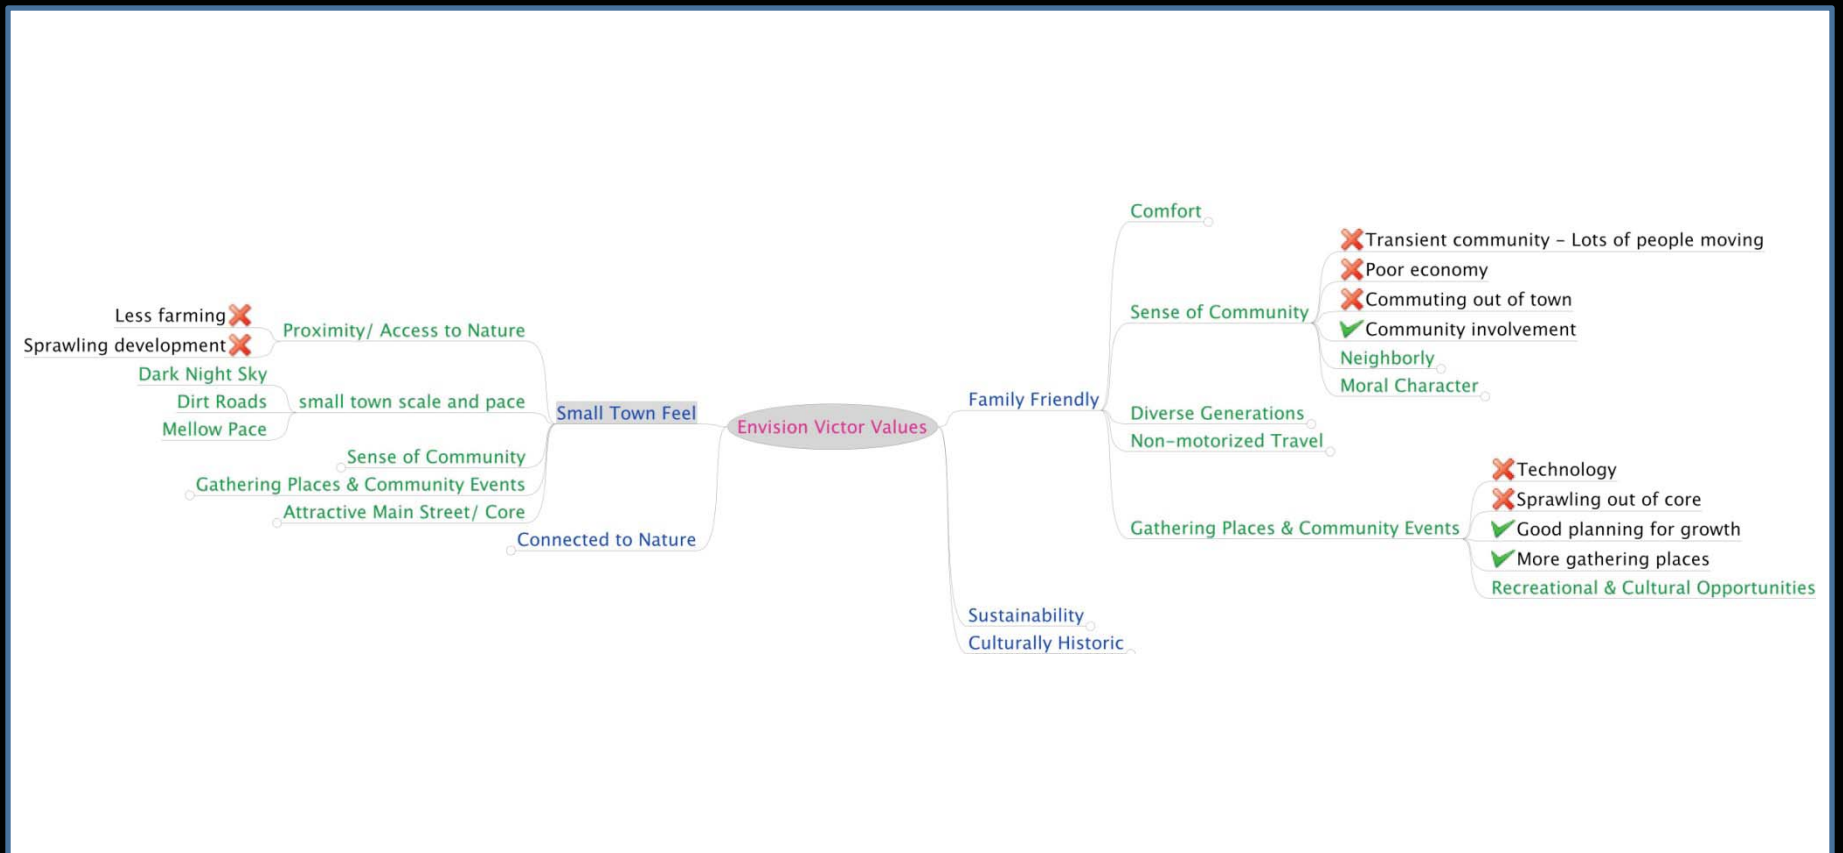 Less farming
Sprawling development
Proximity/ Access to Nature
Dark Night Sky
Dirt Roads
Mellow Pace
small town scale and pace
Sense of Community
Gathering Places & Community Events
Attractive Main Street/ Core
Small Town Feel
Connected to Nature
Envision Victor Values
Family Friendly
Comfort
Sense of Community
Transient community – Lots of people moving
Poor economy
Commuting out of town
Community involvement
Neighborly
Moral Character
Diverse Generations
Non-motorized Travel
Gathering Places & Community Events
Technology
Sprawling out of core
Good planning for growth
More gathering places
Recreational & Cultural Opportunities
Sustainability
Culturally Historic